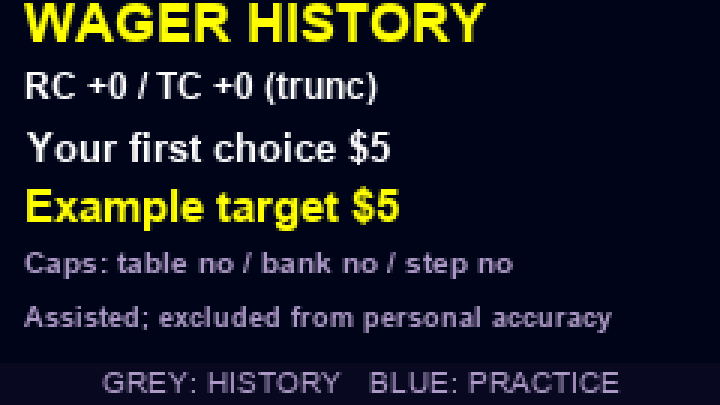 WAGER HISTORY
RC +0 / TC +0 (trunc)
Your first choice $5
Example target $5
Caps: table no / bank no / step no
Assisted; excluded from personal accuracy
GREY: HISTORY BLUE: PRACTICE